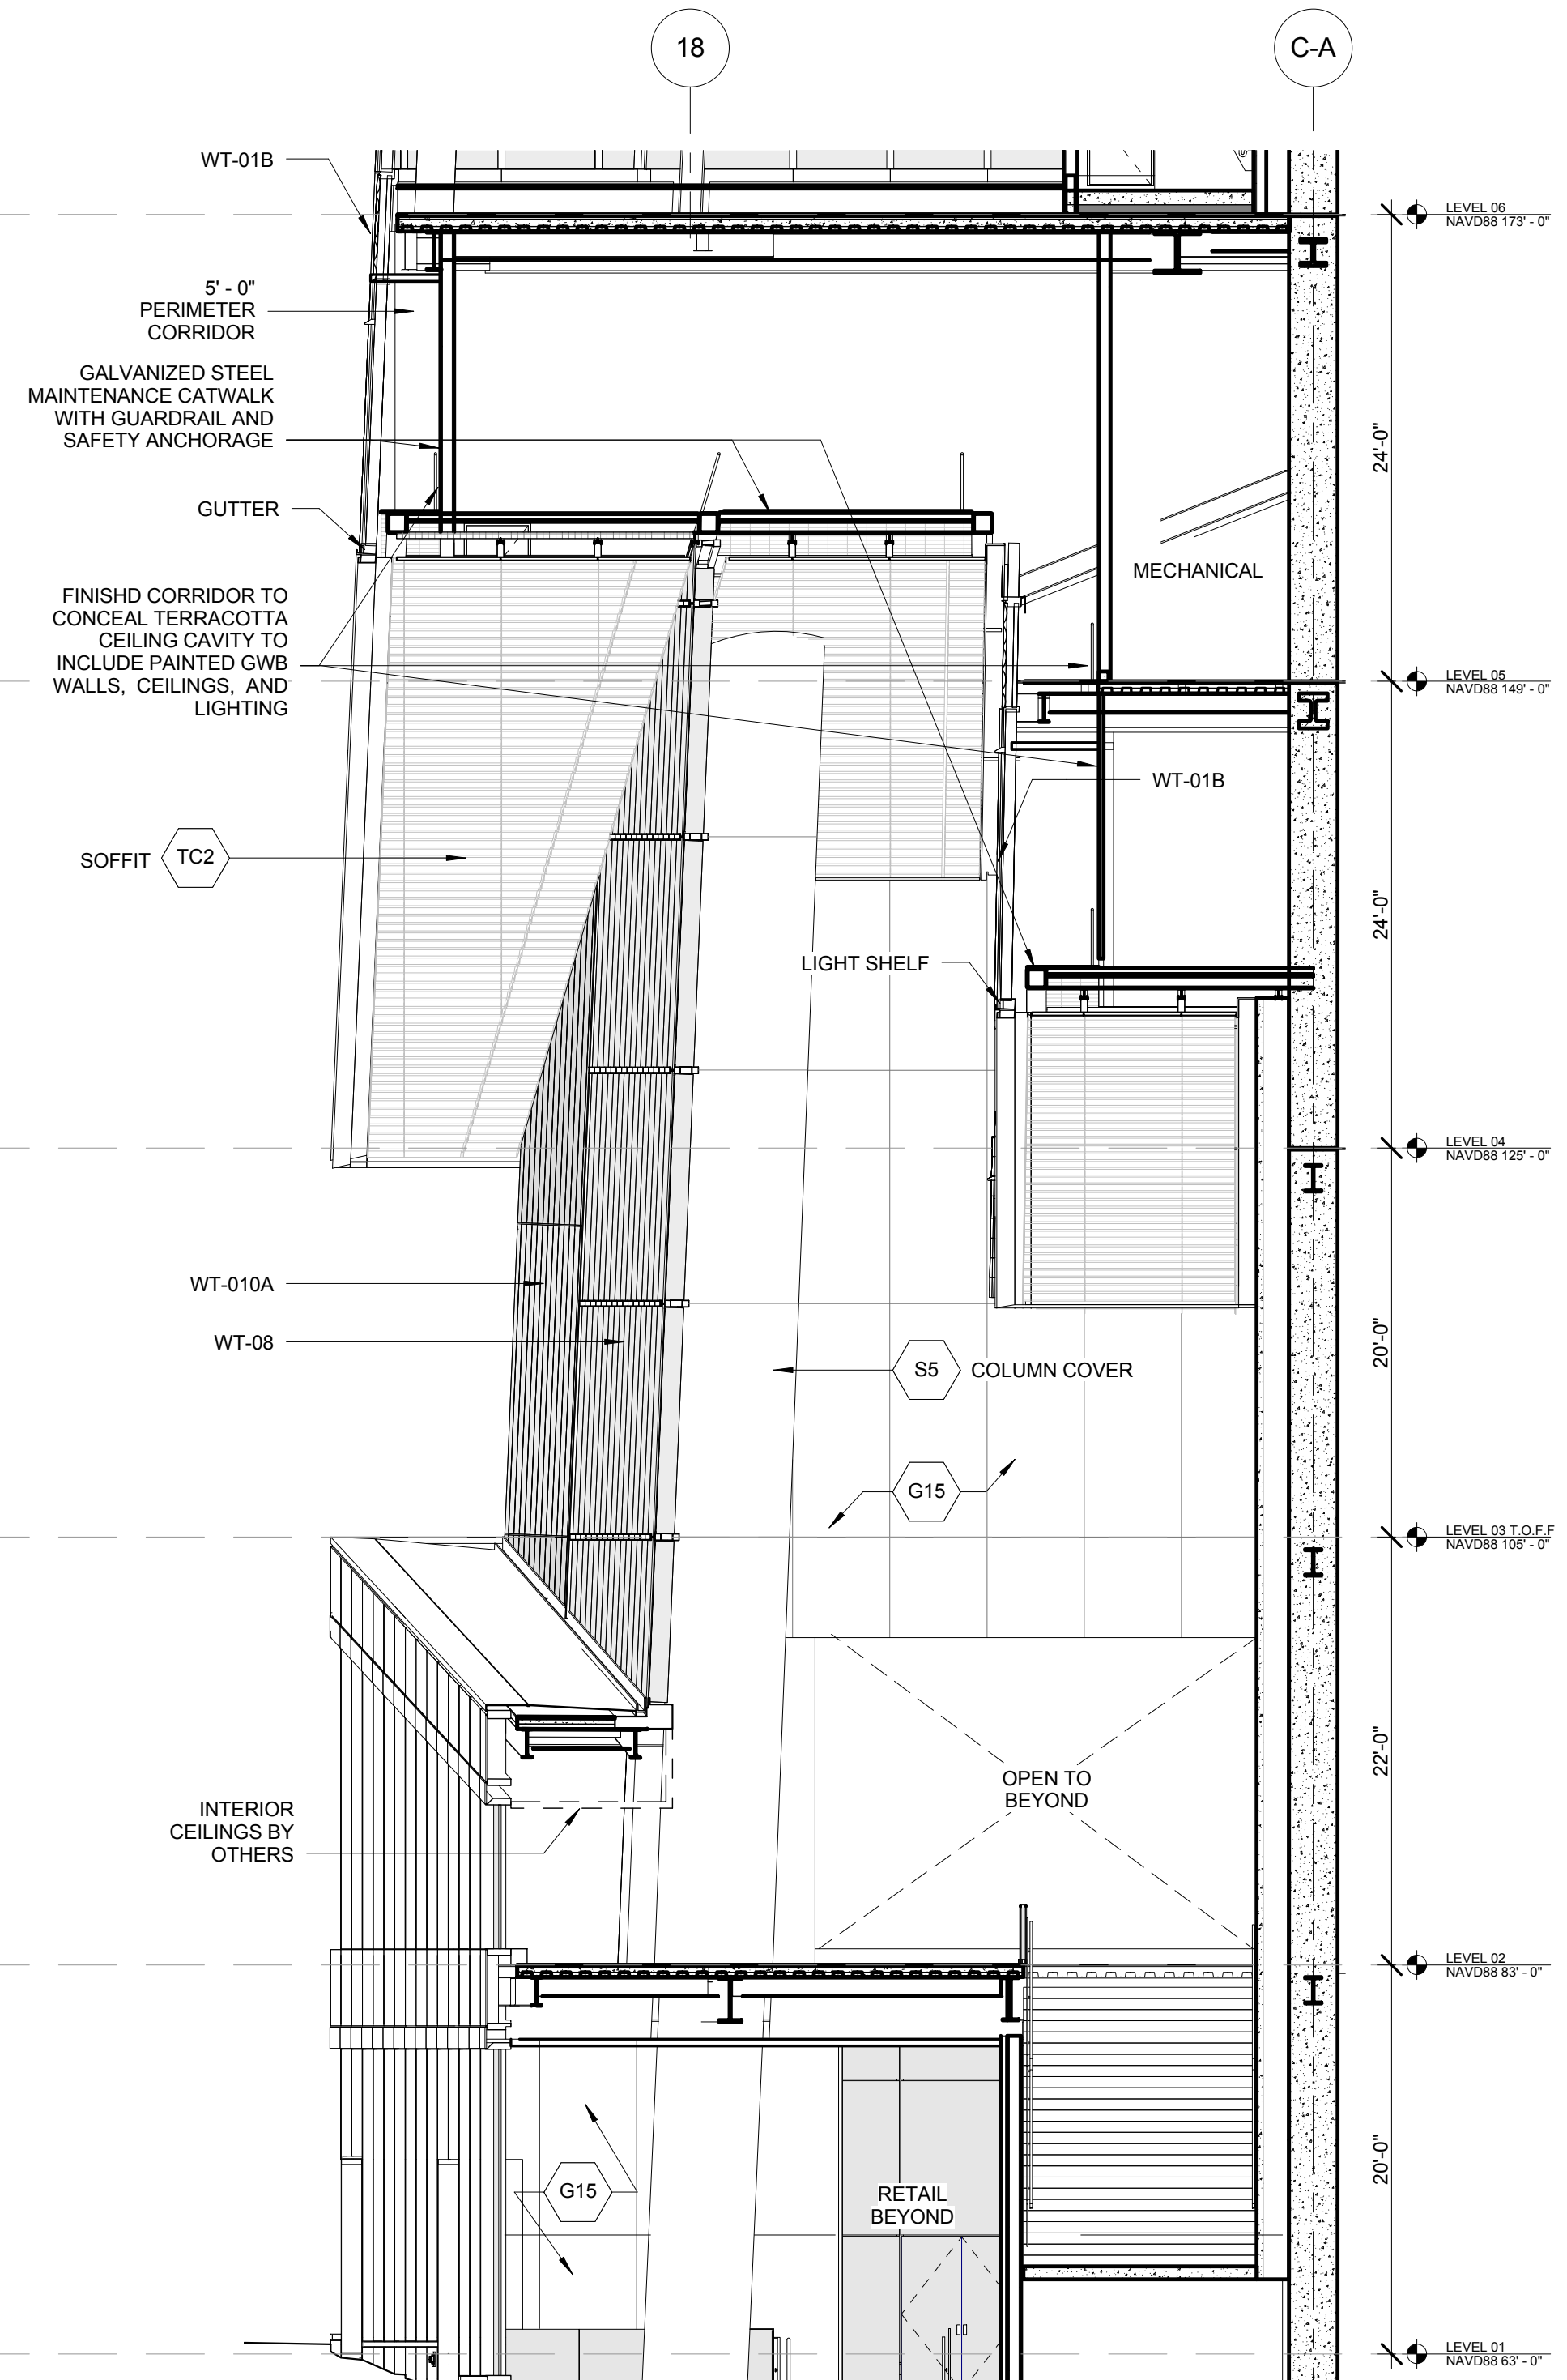 18
C-A
WT-01B
LEVEL 06
NAVD88 173' - 0"
5' - 0"
PERIMETER
CORRIDOR
GALVANIZED STEEL
MAINTENANCE CATWALK
WITH GUARDRAIL AND
SAFETY ANCHORAGE
24'-0"
GUTTER
MECHANICAL
FINISHD CORRIDOR TO
CONCEAL TERRACOTTA
CEILING CAVITY TO
INCLUDE PAINTED GWB
WALLS, CEILINGS, AND
LIGHTING
LEVEL 05
NAVD88 149' - 0"
WT-01B
SOFFIT TC2
24'-0"
LIGHT SHELF
LEVEL 04
NAVD88 125' - 0"
WT-010A
WT-08
20'-0"
S5 COLUMN COVER
G15
LEVEL 03 T.O.F.F
NAVD88 105' - 0"
22'-0"
OPEN TO
BEYOND
INTERIOR
CEILINGS BY
OTHERS
LEVEL 02
NAVD88 83' - 0"
20'-0"
G15
RETAIL
BEYOND
LEVEL 01
NAVD88 63' - 0"